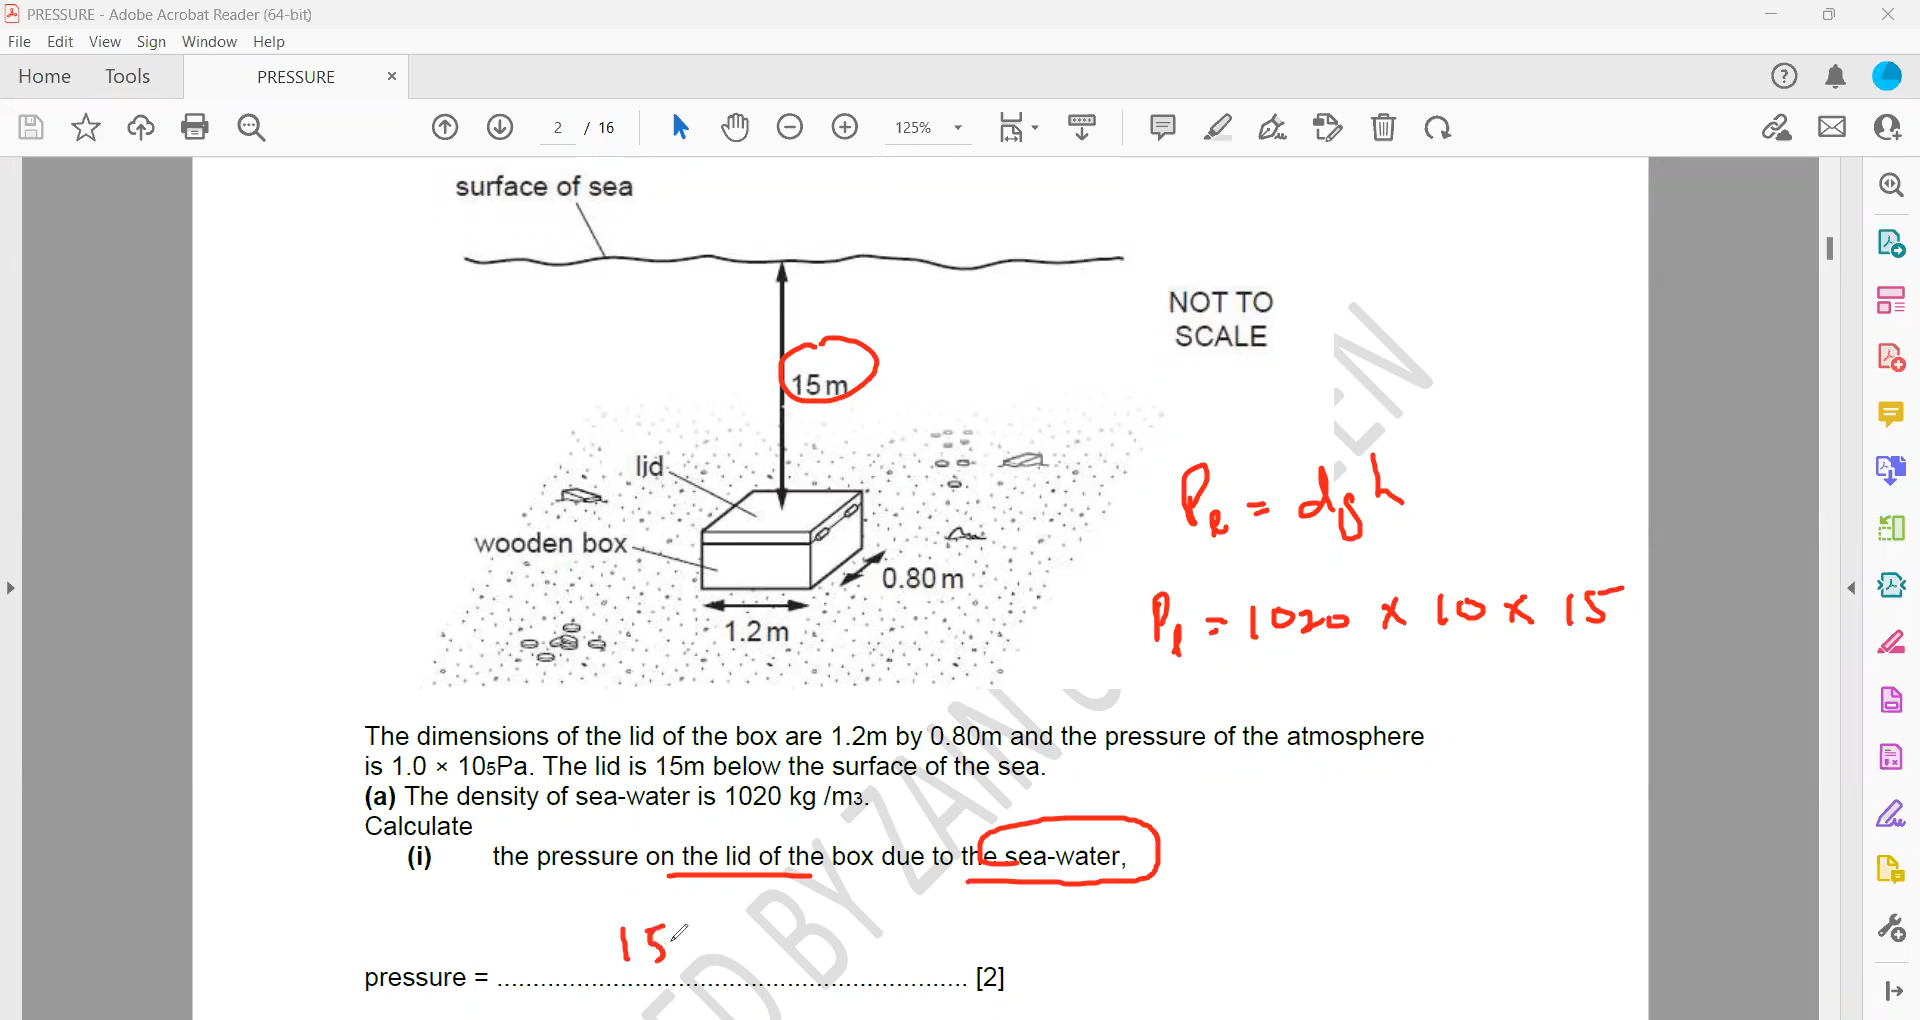 PRESSURE - Adobe Acrobat Reader (64-bit)
File Edit View Sign Window Help
Home Tools PRESSURE ×
2 / 16 125%
surface of sea
NOT TO
SCALE
15 m
lid
wooden box
0.80 m
1.2 m
P = dgh
P = 1020 × 10 × 15
The dimensions of the lid of the box are 1.2m by 0.80m and the pressure of the atmosphere
is 1.0 × 105Pa. The lid is 15m below the surface of the sea.
(a) The density of sea-water is 1020 kg /m3.
Calculate
(i) the pressure on the lid of the box due to the sea-water,
15
pressure = .................................................................. [2]
ED BY ZAIN
EN